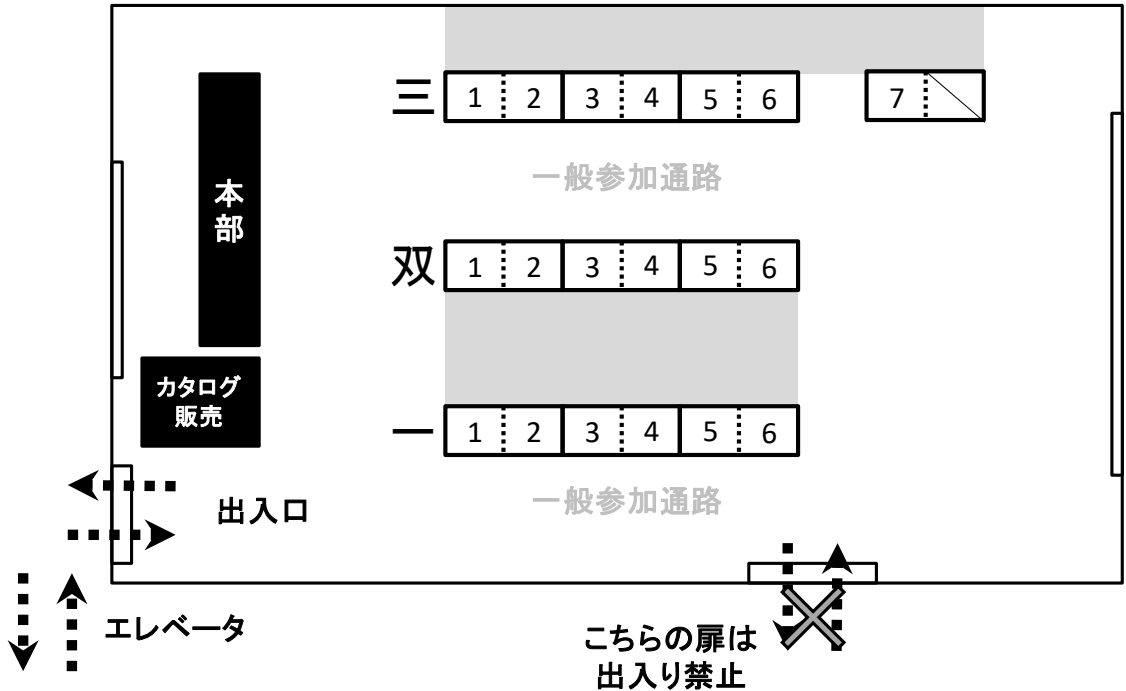 三 1 2 3 4 5 6 7
一般参加通路
本
部
双 1 2 3 4 5 6
カタログ
販売
一 1 2 3 4 5 6
一般参加通路
出入口
エレベータ
こちらの扉は
出入り禁止